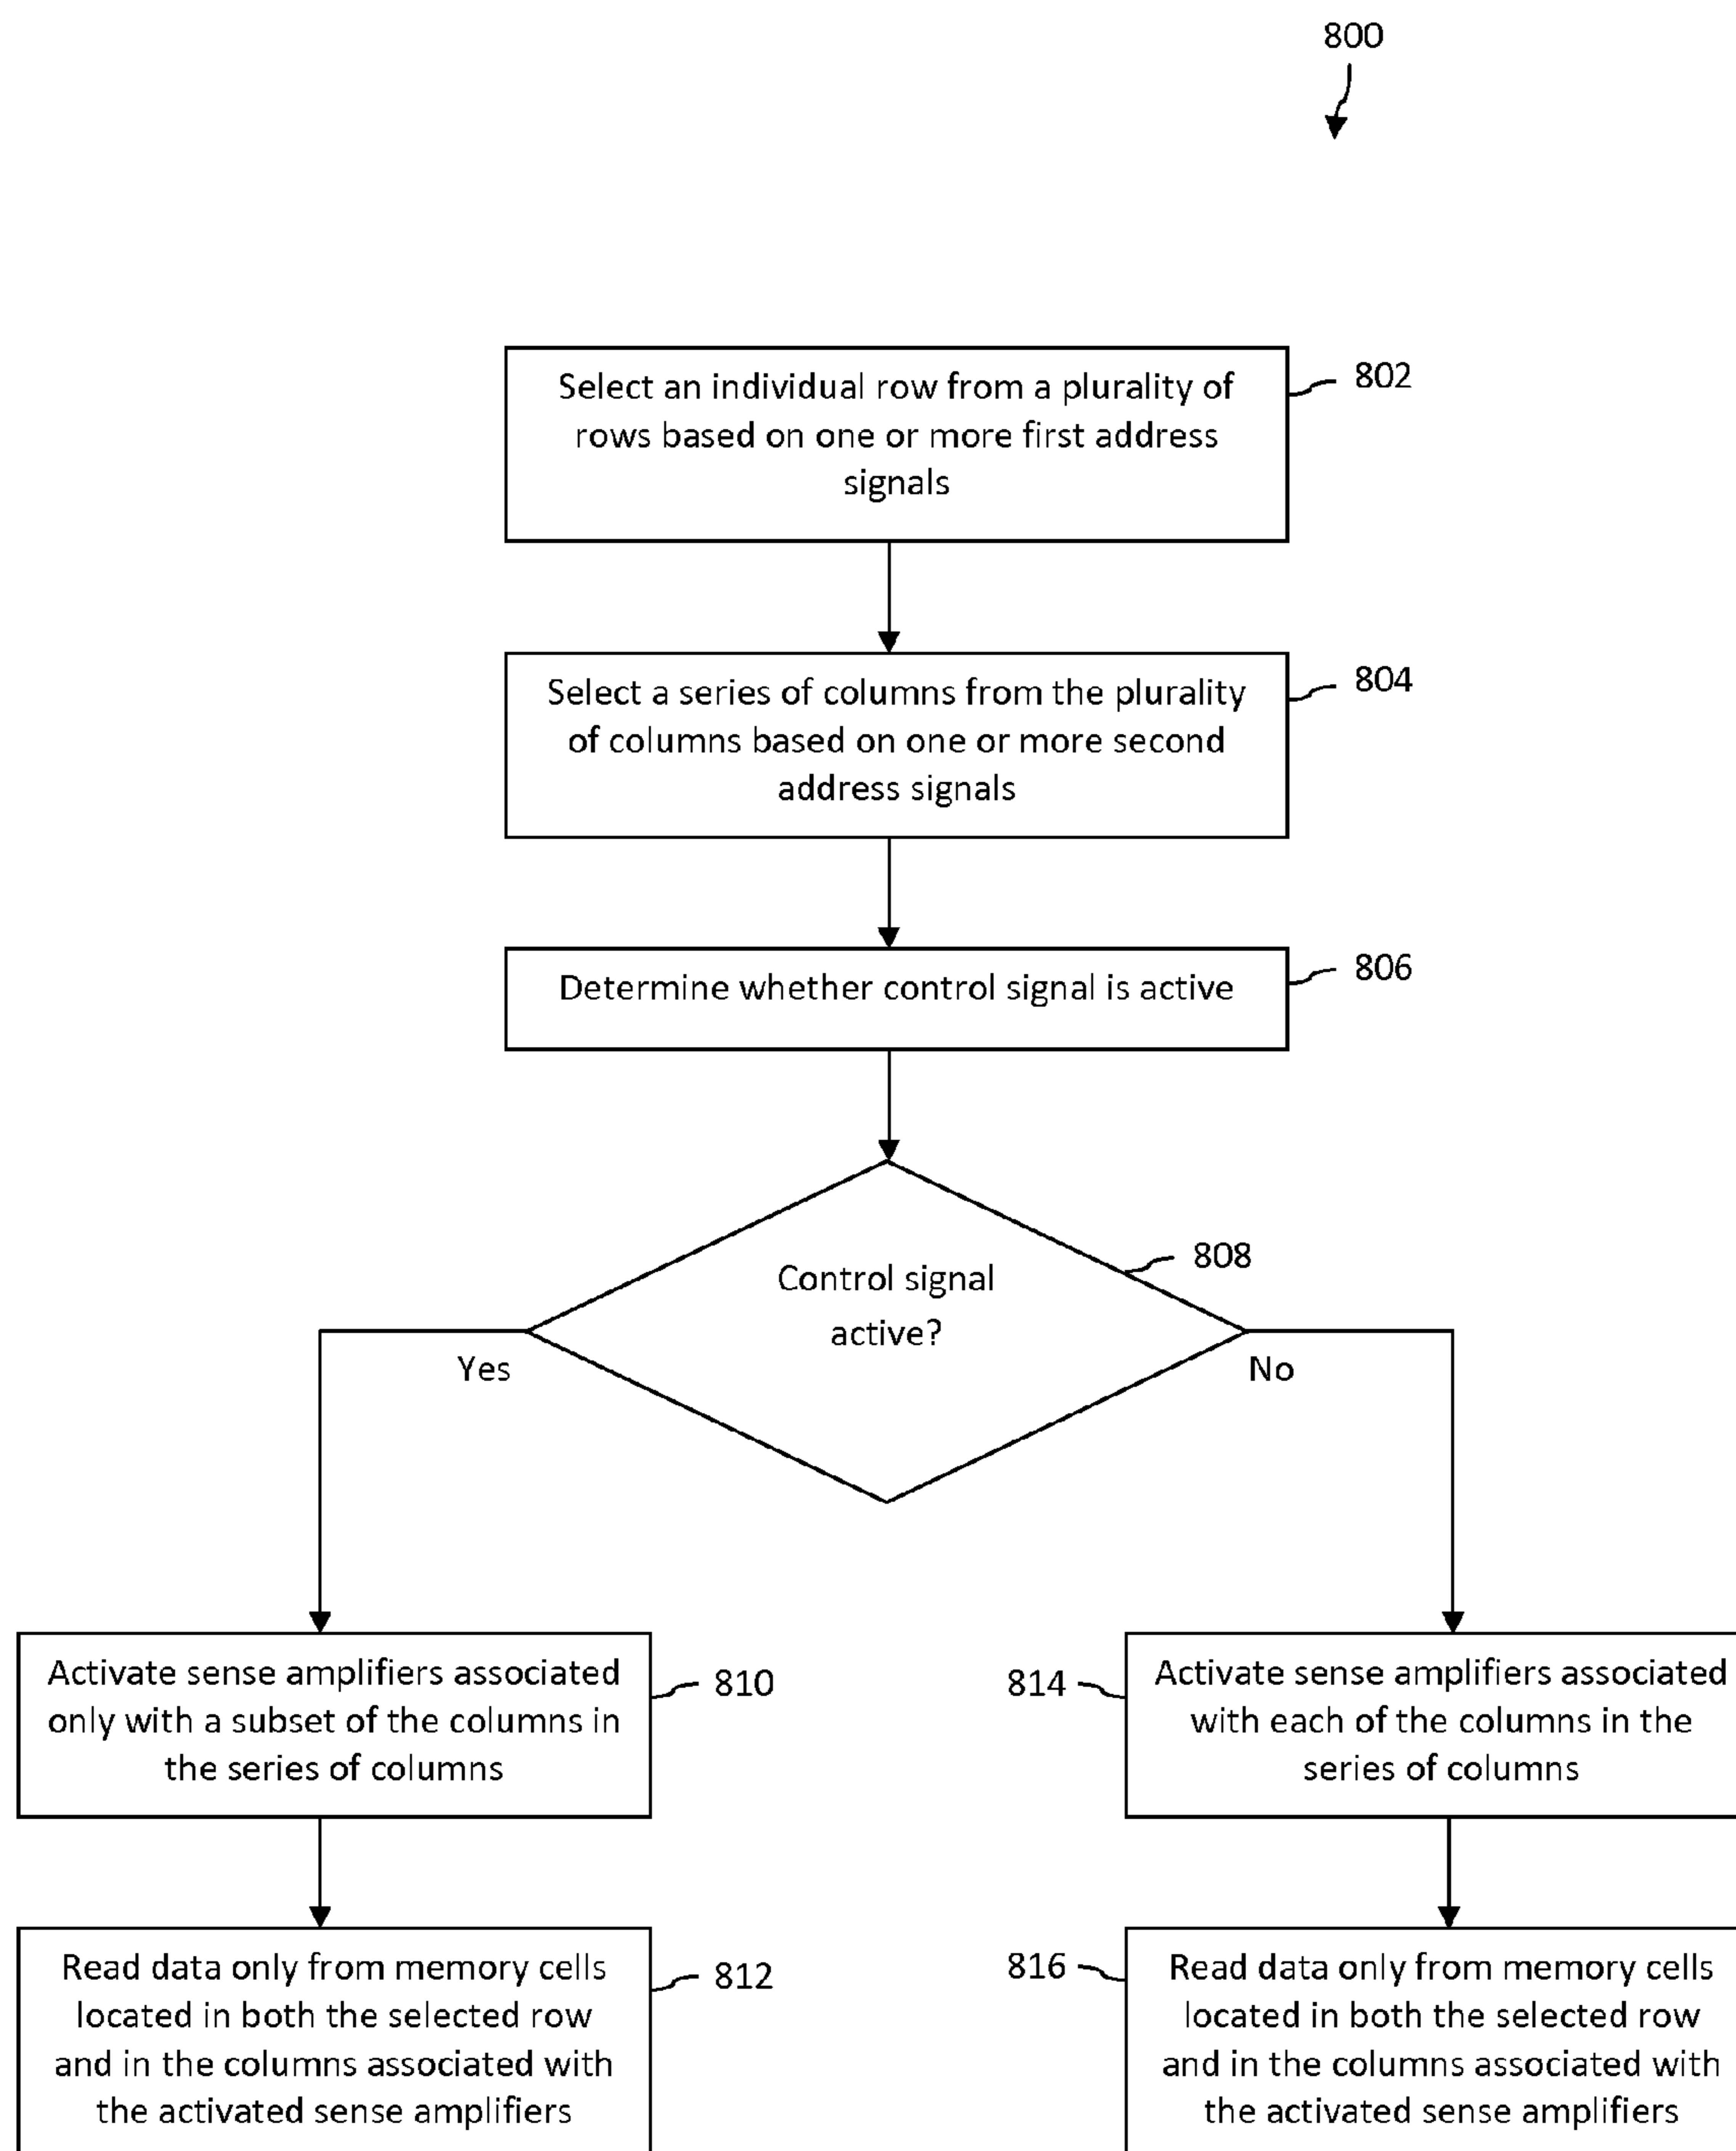 800
Select an individual row from a plurality of
rows based on one or more first address
signals
802
Select a series of columns from the plurality
of columns based on one or more second
address signals
804
Determine whether control signal is active
806
Control signal
active?
808
Yes
No
Activate sense amplifiers associated
only with a subset of the columns in
the series of columns
810
814
Activate sense amplifiers associated
with each of the columns in the
series of columns
Read data only from memory cells
located in both the selected row
and in the columns associated with
the activated sense amplifiers
812
816
Read data only from memory cells
located in both the selected row
and in the columns associated with
the activated sense amplifiers